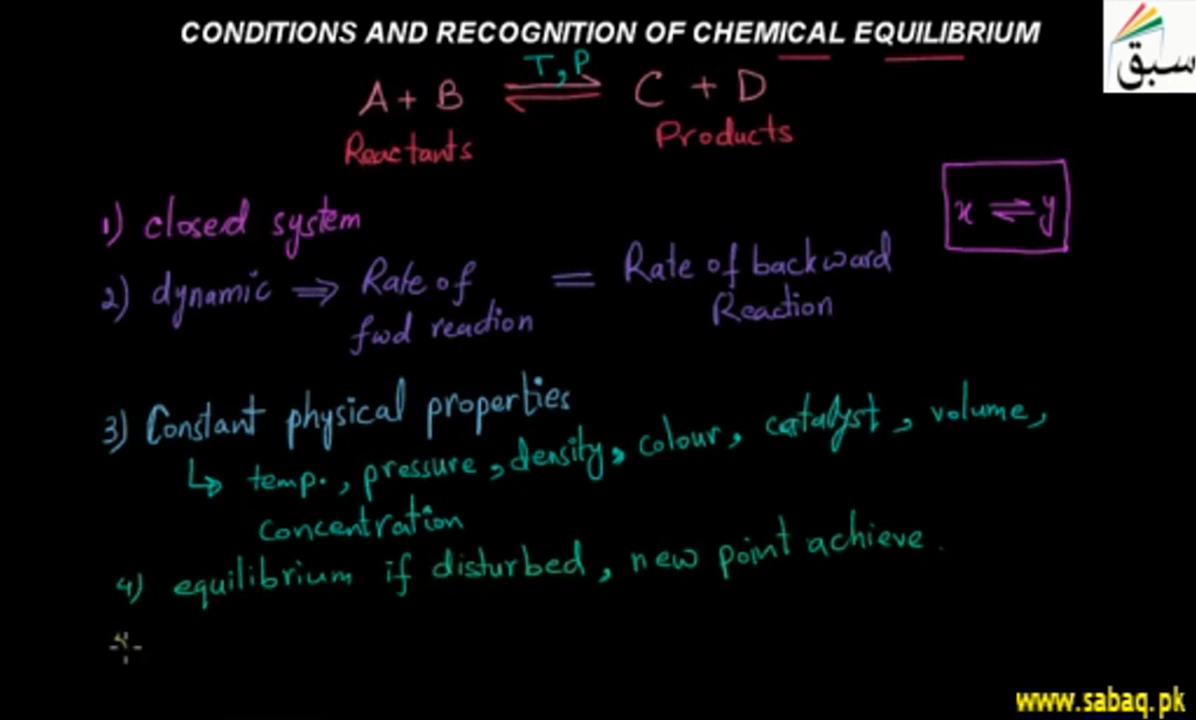 CONDITIONS AND RECOGNITION OF CHEMICAL EQUILIBRIUM
سبق
T, P
A + B ⇌ C + D
Reactants Products
x ⇌ y
1) closed system
2) dynamic ⇒ Rate of fwd reaction = Rate of backward Reaction
3) Constant physical properties
↳ temp., pressure, density, colour, catalyst, volume,
concentration
4) equilibrium if disturbed, new point achieve.
www.sabaq.pk